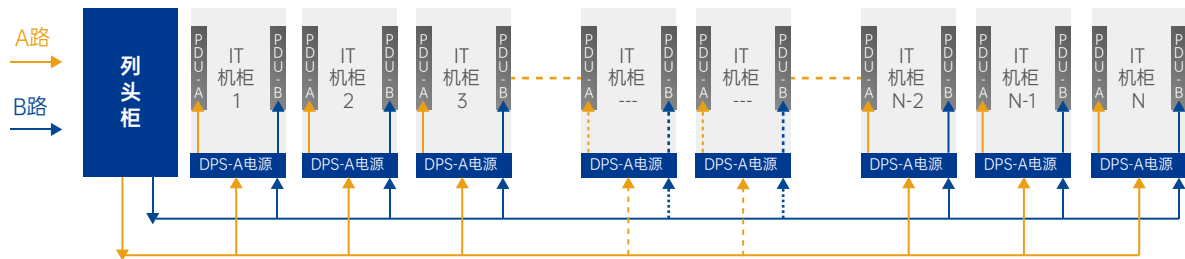 A路
B路
列
头
柜
PDU-A
IT
机柜
1
PDU-B
DPS-A电源
PDU-A
IT
机柜
2
PDU-B
DPS-A电源
PDU-A
IT
机柜
3
PDU-B
DPS-A电源
PDU-A
IT
机柜
---
PDU-B
DPS-A电源
PDU-A
IT
机柜
---
PDU-B
DPS-A电源
PDU-A
IT
机柜
N-2
PDU-B
DPS-A电源
PDU-A
IT
机柜
N-1
PDU-B
DPS-A电源
PDU-A
IT
机柜
N
PDU-B
DPS-A电源